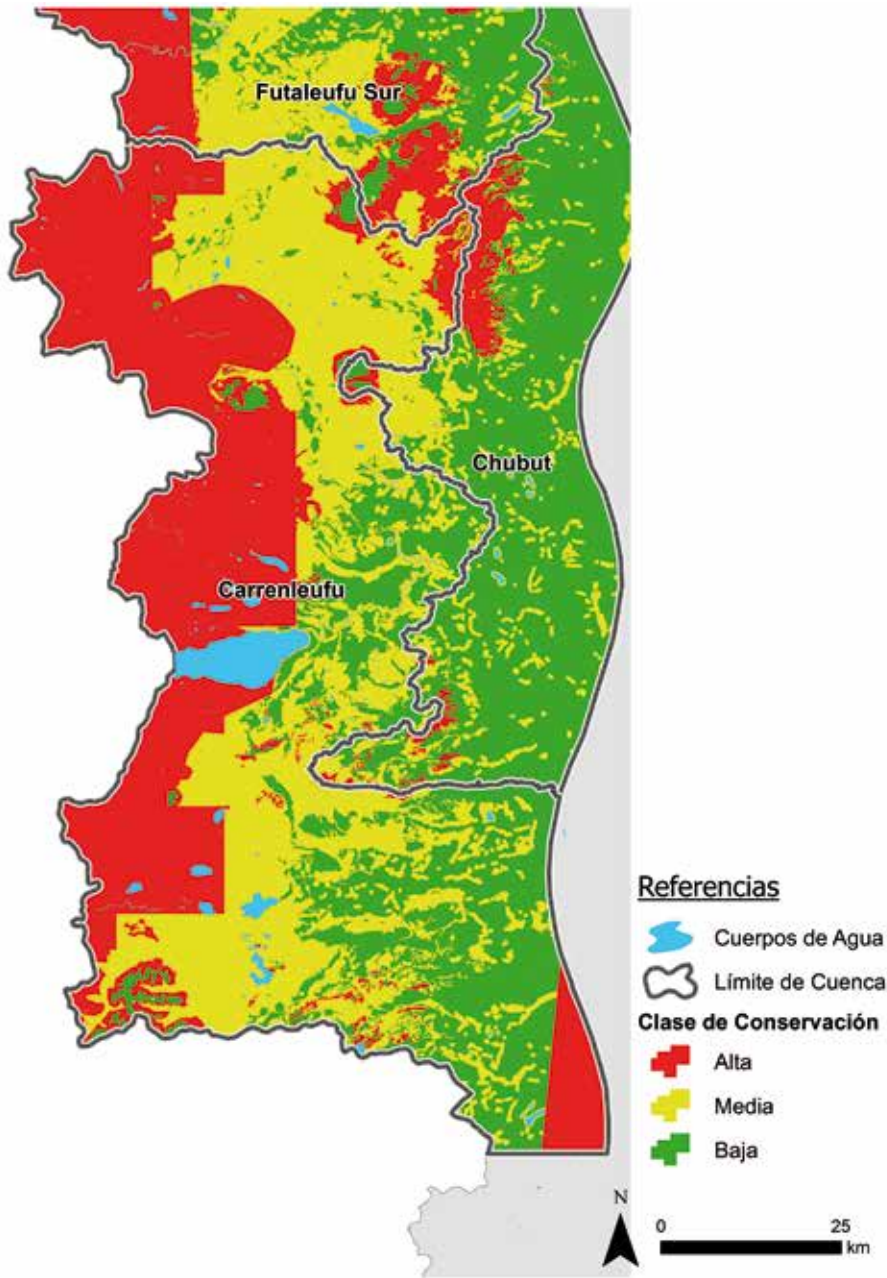 Futaleufu Sur
Chubut
Carrenleufu
Referencias
Cuerpos de Agua
Límite de Cuenca
Clase de Conservación
Alta
Media
Baja
N
0 25
km